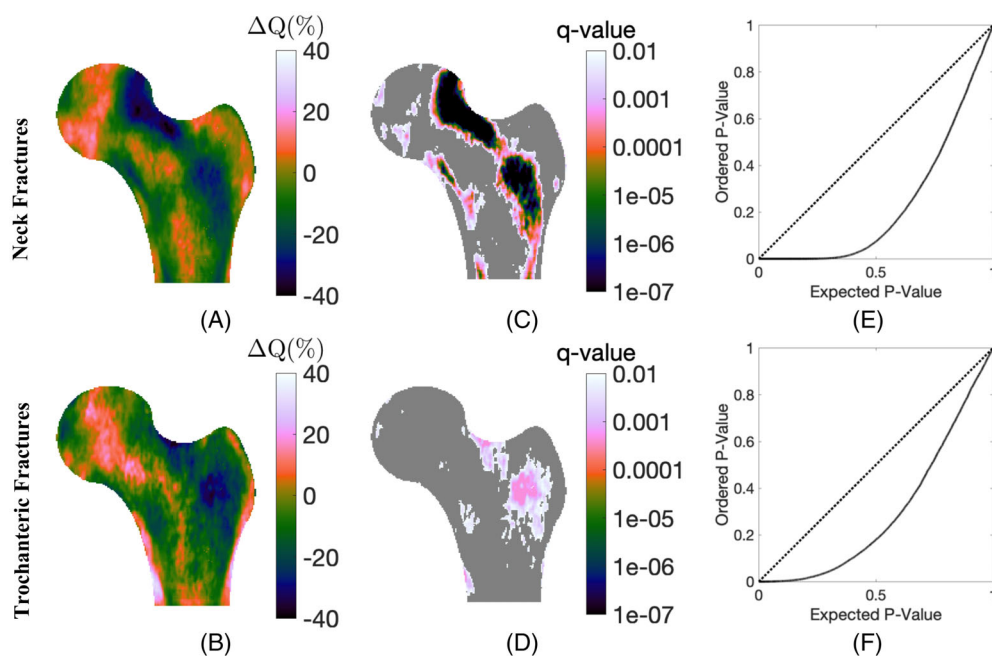 Neck Fractures
ΔQ(%)
40
20
0
-20
-40
(A)
q-value
0.01
0.001
0.0001
1e-05
1e-06
1e-07
(C)
Ordered P-Value
1
0.8
0.6
0.4
0.2
0
0
0.5
1
Expected P-Value
(E)
Trochanteric Fractures
ΔQ(%)
40
20
0
-20
-40
(B)
q-value
0.01
0.001
0.0001
1e-05
1e-06
1e-07
(D)
Ordered P-Value
1
0.8
0.6
0.4
0.2
0
0
0.5
1
Expected P-Value
(F)